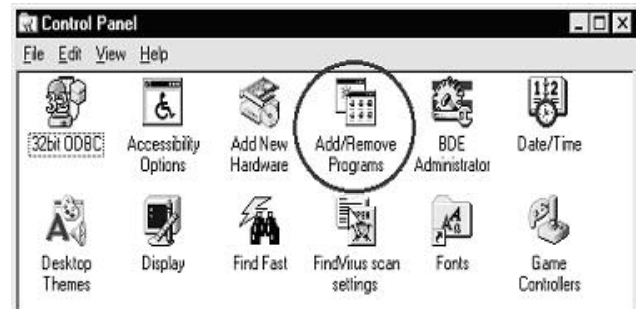 Control Panel
File Edit View Help
32bit ODBC
Accessibility
Options
Add New
Hardware
Add/Remove
Programs
BDE
Administrator
Date/Time
Desktop
Themes
Display
Find Fast
FindVirus scan
settings
Fonts
Game
Controllers